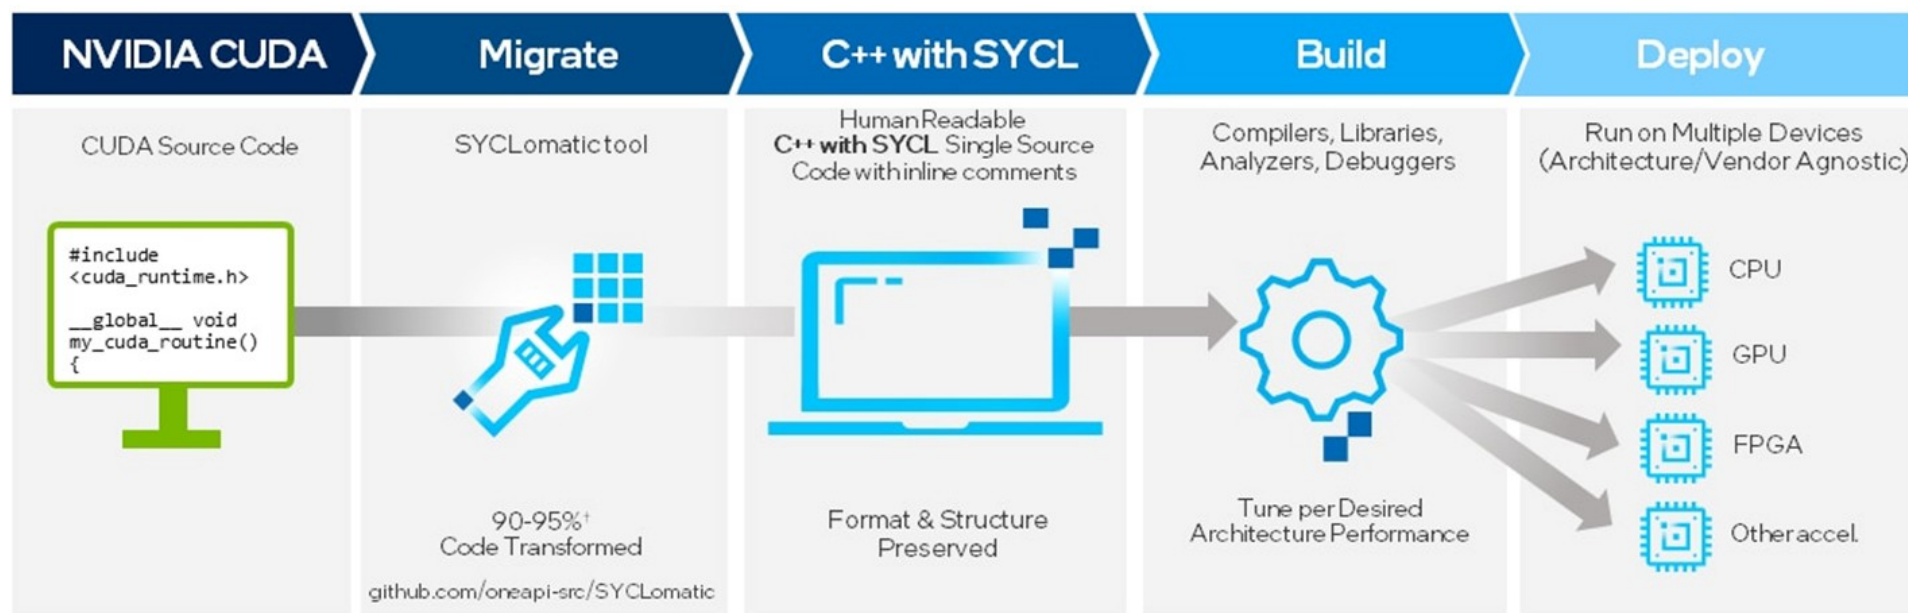 NVIDIA CUDA
Migrate
C++ with SYCL
Build
Deploy
CUDA Source Code
#include
<cuda_runtime.h>
__global__ void
my_cuda_routine()
{
SYCLomatic tool
90-95%†
Code Transformed
github.com/oneapi-src/SYCLomatic
Human Readable
C++ with SYCL Single Source
Code with inline comments
Format & Structure
Preserved
Compilers, Libraries,
Analyzers, Debuggers
Tune per Desired
Architecture Performance
Run on Multiple Devices
(Architecture/Vendor Agnostic)
CPU
GPU
FPGA
Other accel.